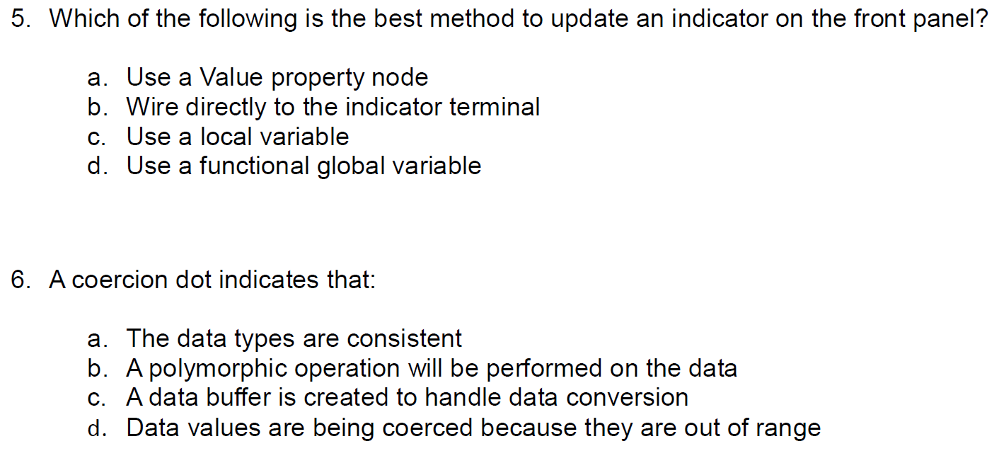 5. Which of the following is the best method to update an indicator on the front panel?
a. Use a Value property node
b. Wire directly to the indicator terminal
c. Use a local variable
d. Use a functional global variable
6. A coercion dot indicates that:
a. The data types are consistent
b. A polymorphic operation will be performed on the data
c. A data buffer is created to handle data conversion
d. Data values are being coerced because they are out of range